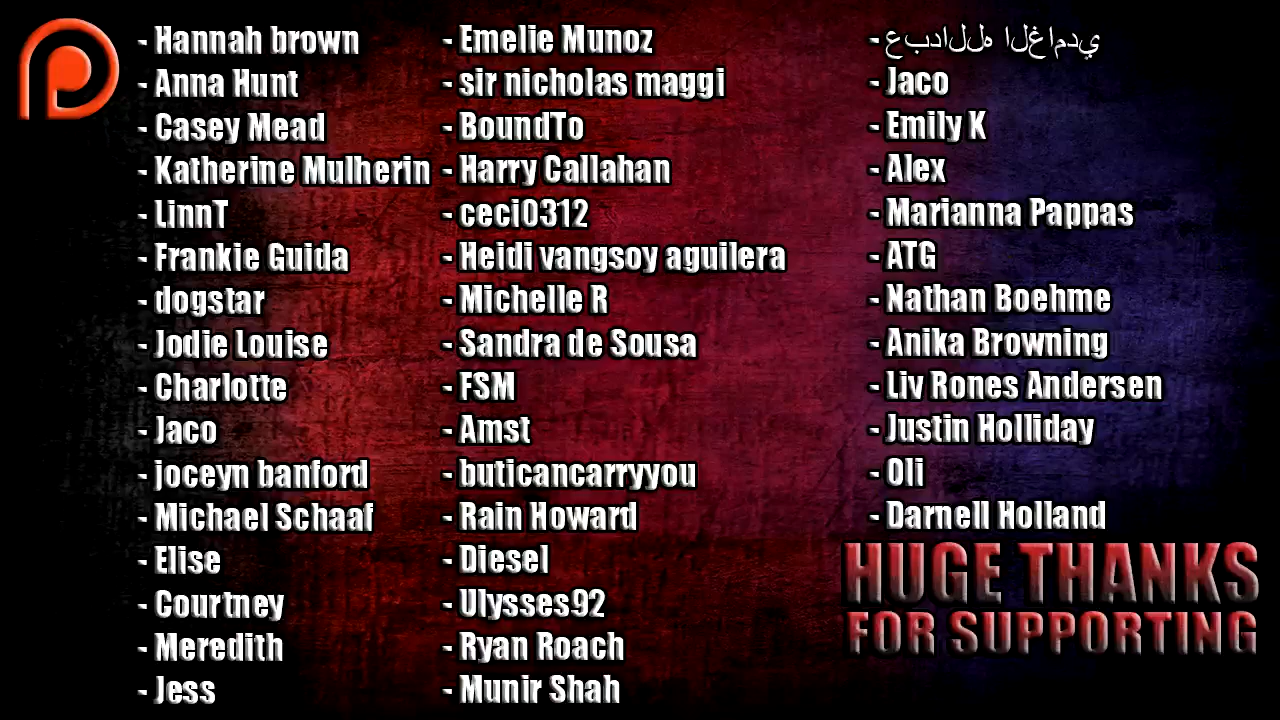 - Hannah brown
- Anna Hunt
- Casey Mead
- Katherine Mulherin
- LinnT
- Frankie Guida
- dogstar
- Jodie Louise
- Charlotte
- Jaco
- joceyn banford
- Michael Schaaf
- Elise
- Courtney
- Meredith
- Jess
- Emelie Munoz
- sir nicholas maggi
- BoundTo
- Harry Callahan
- ceci0312
- Heidi vangsoy aguilera
- Michelle R
- Sandra de Sousa
- FSM
- Amst
- buticancarryyou
- Rain Howard
- Diesel
- Ulysses92
- Ryan Roach
- Munir Shah
- عبدالله الغامدي
- Jaco
- Emily K
- Alex
- Marianna Pappas
- ATG
- Nathan Boehme
- Anika Browning
- Liv Rones Andersen
- Justin Holliday
- Oli
- Darnell Holland
HUGE THANKS
FOR SUPPORTING